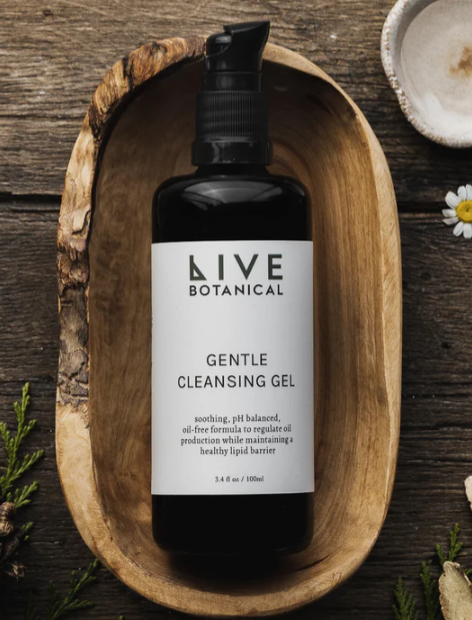 LIVE
BOTANICAL
GENTLE
CLEANSING GEL
soothing, pH balanced,
oil-free formula to regulate oil
production while maintaining a
healthy lipid barrier
3.4 fl oz / 100ml